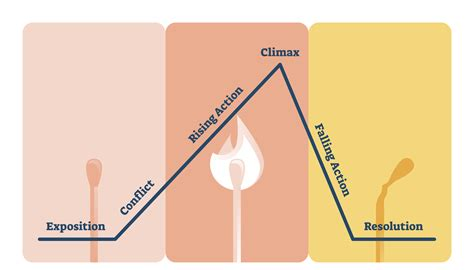 Climax
Rising Action
Falling Action
Conflict
Exposition
Resolution